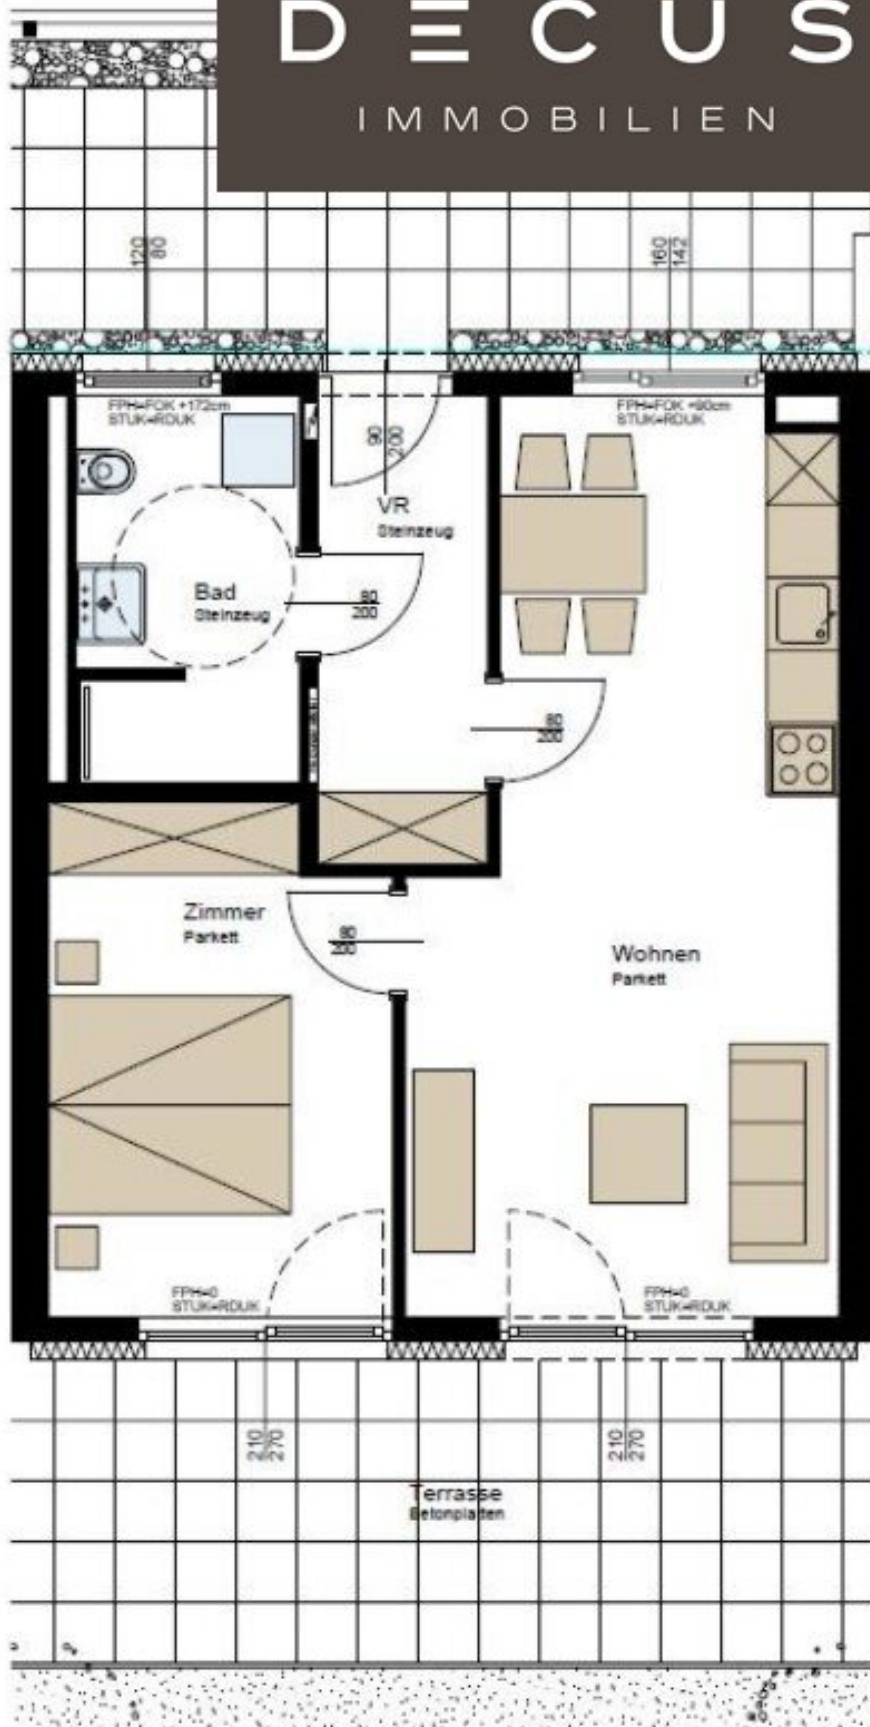 DECUS
IMMOBILIEN
120
80
160
142
FPH=FOK +172cm
STUK=RDUK
FPH=FOK +90cm
STUK=RDUK
90
200
VR
Steinzeug
Bad
Steinzeug
80
200
80
200
Zimmer
Parkett
80
200
Wohnen
Parkett
FPH=0
STUK=RDUK
FPH=0
STUK=RDUK
210
270
210
270
Terrasse
Betonplatten